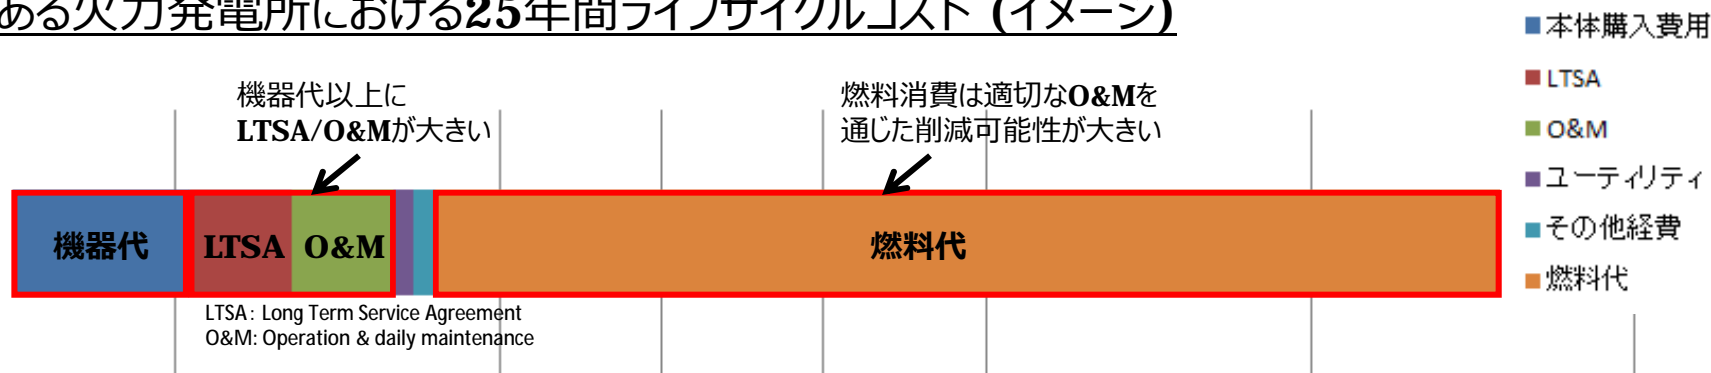 ある火力発電所における25年間ライフサイクルコスト (イメージ)
機器代以上に
LTSA/O&Mが大きい
燃料消費は適切なO&Mを
通じた削減可能性が大きい
機器代
LTSA
O&M
燃料代
LTSA: Long Term Service Agreement
O&M: Operation & daily maintenance
本体購入費用
LTSA
O&M
ユーティリティ
その他経費
燃料代